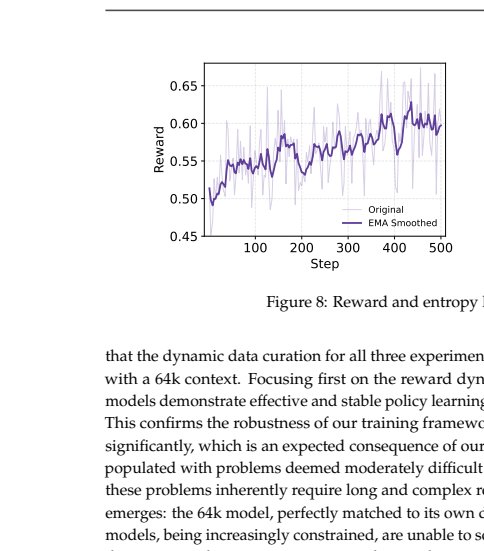 0.65
0.60
0.55
0.50
0.45
Reward
Original
EMA Smoothed
100 200 300 400 500
Step
Figure 8: Reward and entropy
that the dynamic data curation for all three experimen
with a 64k context. Focusing first on the reward dyn
models demonstrate effective and stable policy learning
This confirms the robustness of our training framewo
significantly, which is an expected consequence of our
populated with problems deemed moderately difficult
these problems inherently require long and complex re
emerges: the 64k model, perfectly matched to its own d
models, being increasingly constrained, are unable to se